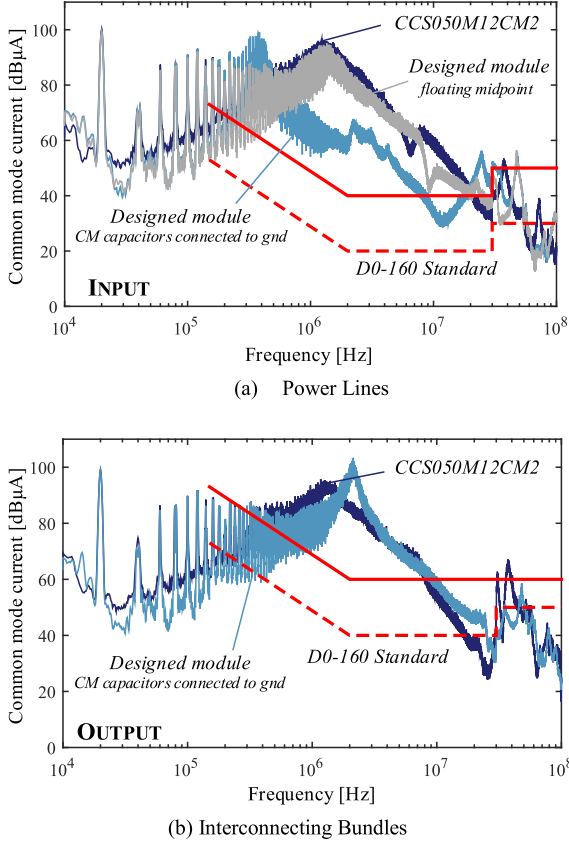 100
80
60
40
20
0
Common mode current [dBµA]
CCS050M12CM2
Designed module
floating midpoint
Designed module
CM capacitors connected to gnd
D0-160 Standard
INPUT
10^4
10^5
10^6
10^7
10^8
Frequency [Hz]
(a) Power Lines
100
80
60
40
20
0
Common mode current [dBµA]
CCS050M12CM2
Designed module
CM capacitors connected to gnd
D0-160 Standard
OUTPUT
10^4
10^5
10^6
10^7
10^8
Frequency [Hz]
(b) Interconnecting Bundles